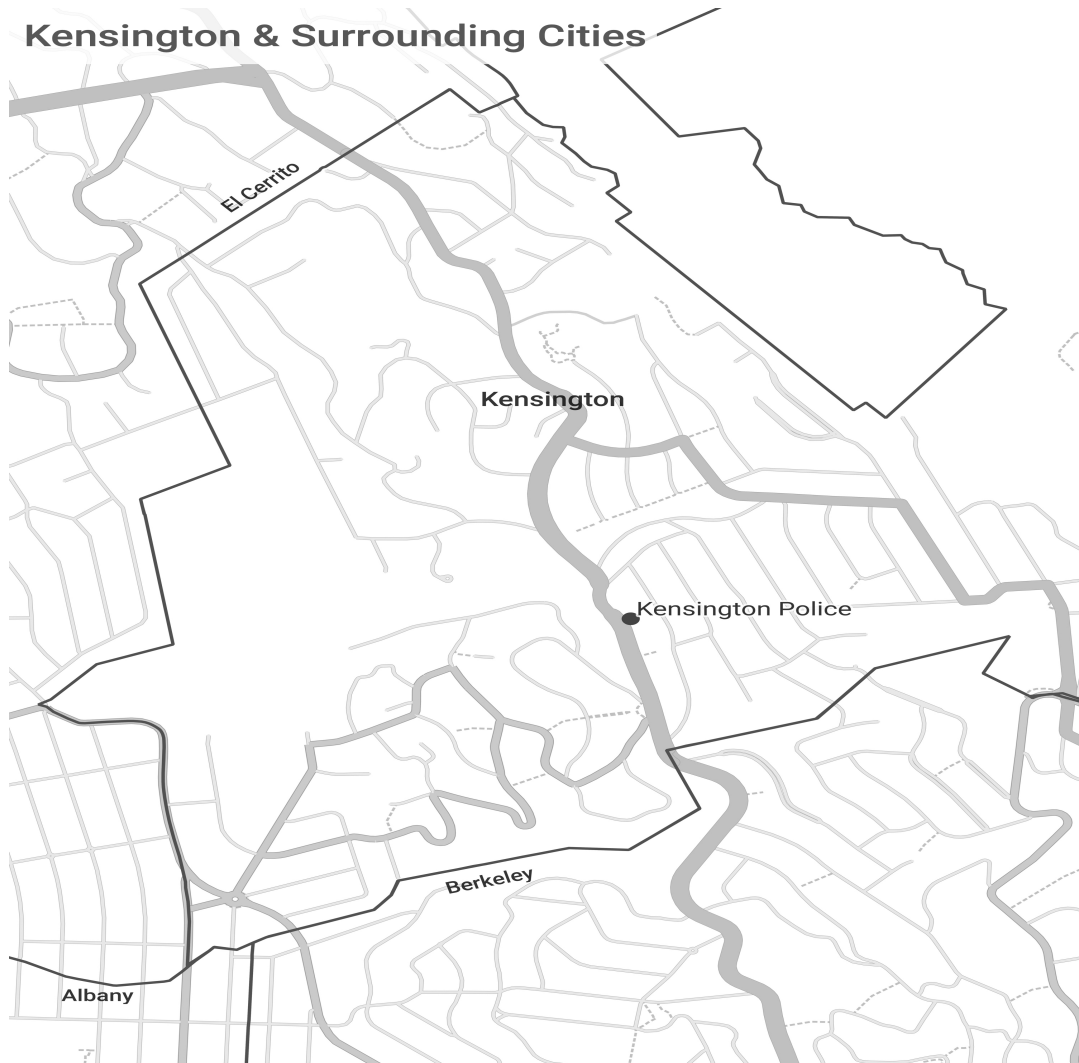 Kensington & Surrounding Cities
El Cerrito
Kensington
Kensington Police
Berkeley
Albany